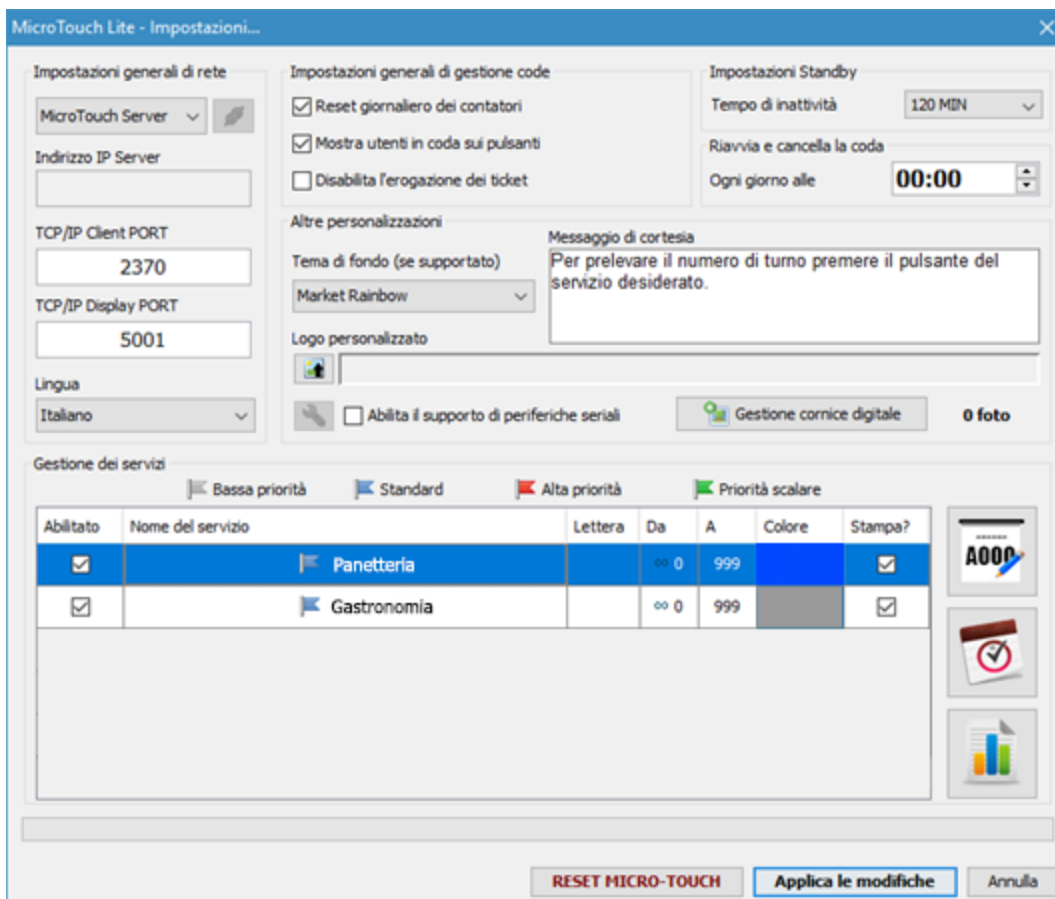 MicroTouch Lite - Impostazioni...
Impostazioni generali di rete
MicroTouch Server
Indirizzo IP Server
TCP/IP Client PORT
2370
TCP/IP Display PORT
5001
Lingua
Italiano
Impostazioni generali di gestione code
Reset giornaliero dei contatori
Mostra utenti in coda sui pulsanti
Disabilita l'erogazione dei ticket
Impostazioni Standby
Tempo di inattività 120 MIN
Riavvia e cancella la coda
Ogni giorno alle 00:00
Altre personalizzazioni
Tema di fondo (se supportato)
Market Rainbow
Messaggio di cortesia
Per prelevare il numero di turno premere il pulsante del
servizio desiderato.
Logo personalizzato
Abilita il supporto di periferiche seriali
Gestione cornice digitale
0 foto
Gestione dei servizi
Bassa priorità Standard Alta priorità Priorità scalare
Abilitato Nome del servizio Lettera Da A Colore Stampa?
Panetteria ∞ 0 999
Gastronomia ∞ 0 999
A000
RESET MICRO-TOUCH Applica le modifiche Annulla